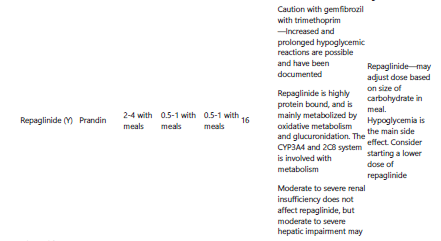 Repaglinide (Y)
Prandin
2-4 with
meals
0.5-1 with
meals
0.5-1 with
meals
16
Caution with gemfibrozil
with trimethoprim
—Increased and
prolonged hypoglycemic
reactions are possible
and have been
documented
Repaglinide is highly
protein bound, and is
mainly metabolized by
oxidative metabolism
and glucuronidation. The
CYP3A4 and 2C8 system
is involved with
metabolism
Moderate to severe renal
insufficiency does not
affect repaglinide, but
moderate to severe
hepatic impairment may
Repaglinide—may
adjust dose based
on size of
carbohydrate in
meal.
Hypoglycemia is
the main side
effect. Consider
starting a lower
dose of
repaglinide